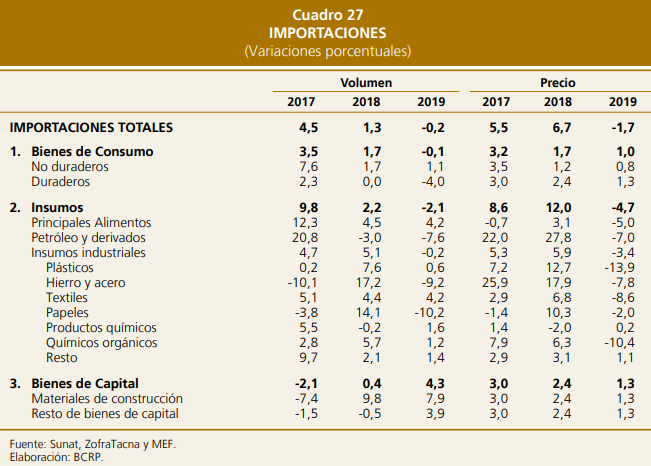 Cuadro 27
IMPORTACIONES
(Variaciones porcentuales)
Volumen Precio
2017 2018 2019 2017 2018 2019
IMPORTACIONES TOTALES 4,5 1,3 -0,2 5,5 6,7 -1,7
1. Bienes de Consumo 3,5 1,7 -0,1 3,2 1,7 1,0
No duraderos 7,6 1,7 1,1 3,5 1,2 0,8
Duraderos 2,3 0,0 -4,0 3,0 2,4 1,3
2. Insumos 9,8 2,2 -2,1 8,6 12,0 -4,7
Principales Alimentos 12,3 4,5 4,2 -0,7 3,1 -5,0
Petróleo y derivados 20,8 -3,0 -7,6 22,0 27,8 -7,0
Insumos industriales 4,7 5,1 -0,2 5,3 5,9 -3,4
Plásticos 0,2 7,6 0,6 7,2 12,7 -13,9
Hierro y acero -10,1 17,2 -9,2 25,9 17,9 -7,8
Textiles 5,1 4,4 4,2 2,9 6,8 -8,6
Papeles -3,8 14,1 -10,2 -1,4 10,3 -2,0
Productos químicos 5,5 -0,2 1,6 1,4 -2,0 0,2
Químicos orgánicos 2,8 5,7 1,2 7,9 6,3 -10,4
Resto 9,7 2,1 1,4 2,9 3,1 1,1
3. Bienes de Capital -2,1 0,4 4,3 3,0 2,4 1,3
Materiales de construcción -7,4 9,8 7,9 3,0 2,4 1,3
Resto de bienes de capital -1,5 -0,5 3,9 3,0 2,4 1,3
Fuente: Sunat, ZofraTacna y MEF.
Elaboración: BCRP.